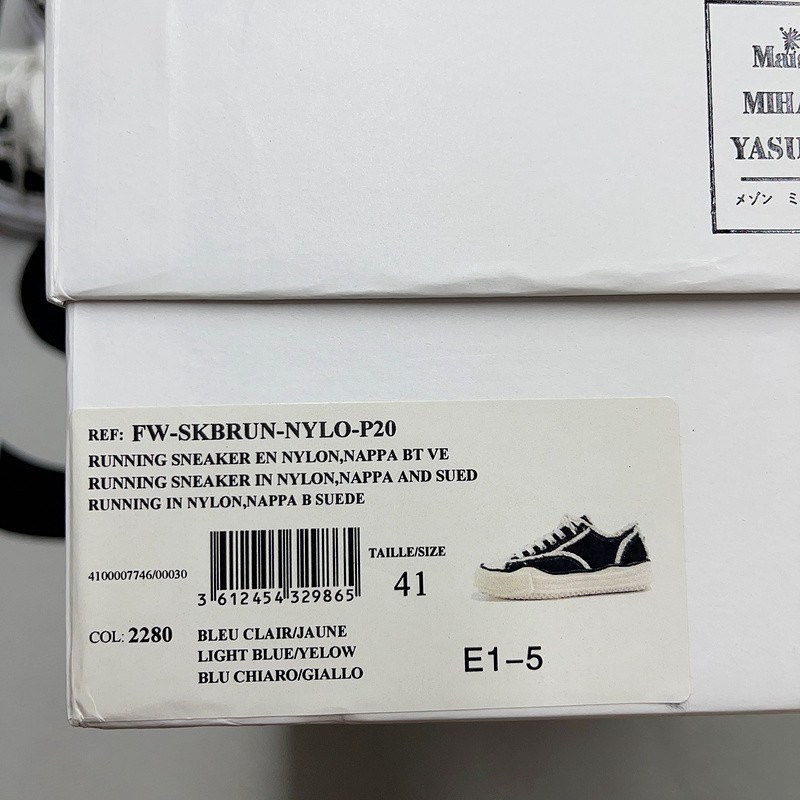 Mais
MIHA
YASU
メゾン ミ
REF: FW-SKBRUN-NYLO-P20
RUNNING SNEAKER EN NYLON,NAPPA BT VE
RUNNING SNEAKER IN NYLON,NAPPA AND SUED
RUNNING IN NYLON,NAPPA B SUEDE
4100007746/00030
3 612454 329865
TAILLE/SIZE
41
COL: 2280
BLEU CLAIR/JAUNE
LIGHT BLUE/YELOW
BLU CHIARO/GIALLO
E1-5